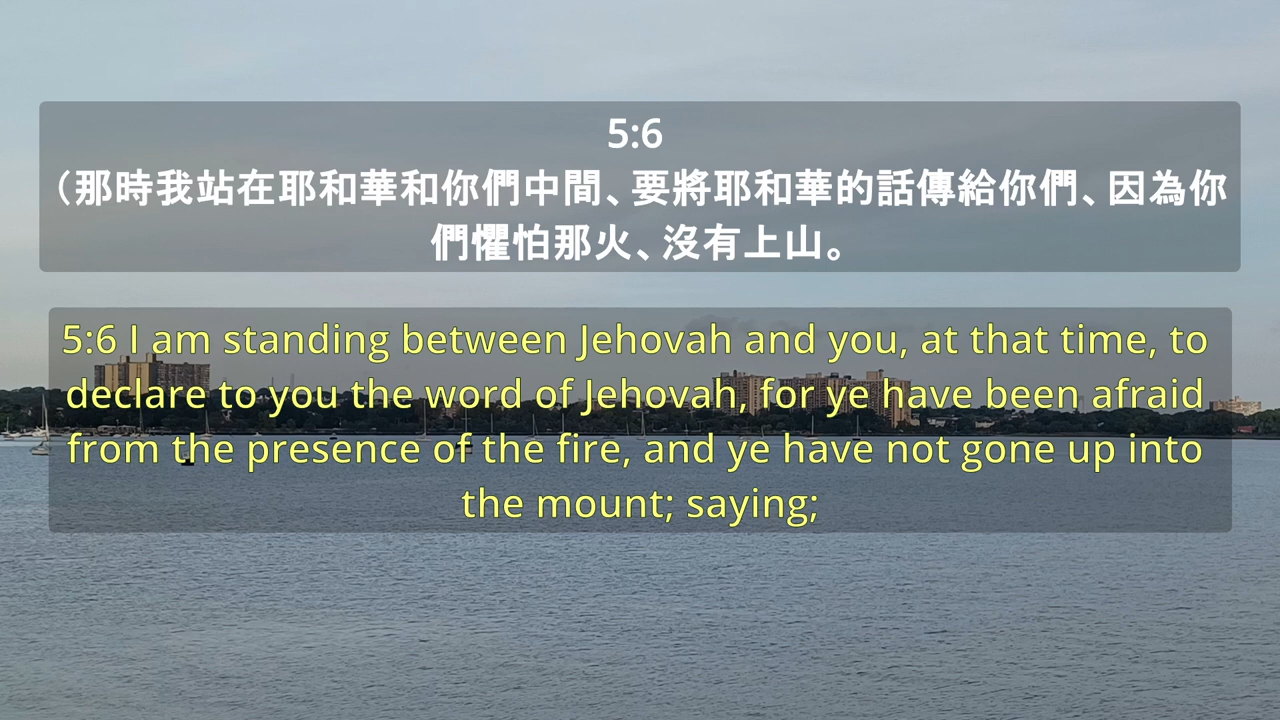 5:6
（那時我站在耶和華和你們中間、要將耶和華的話傳給你們、因為你
們懼怕那火、沒有上山。
5:6 I am standing between Jehovah and you, at that time, to
declare to you the word of Jehovah, for ye have been afraid
from the presence of the fire, and ye have not gone up into
the mount; saying;